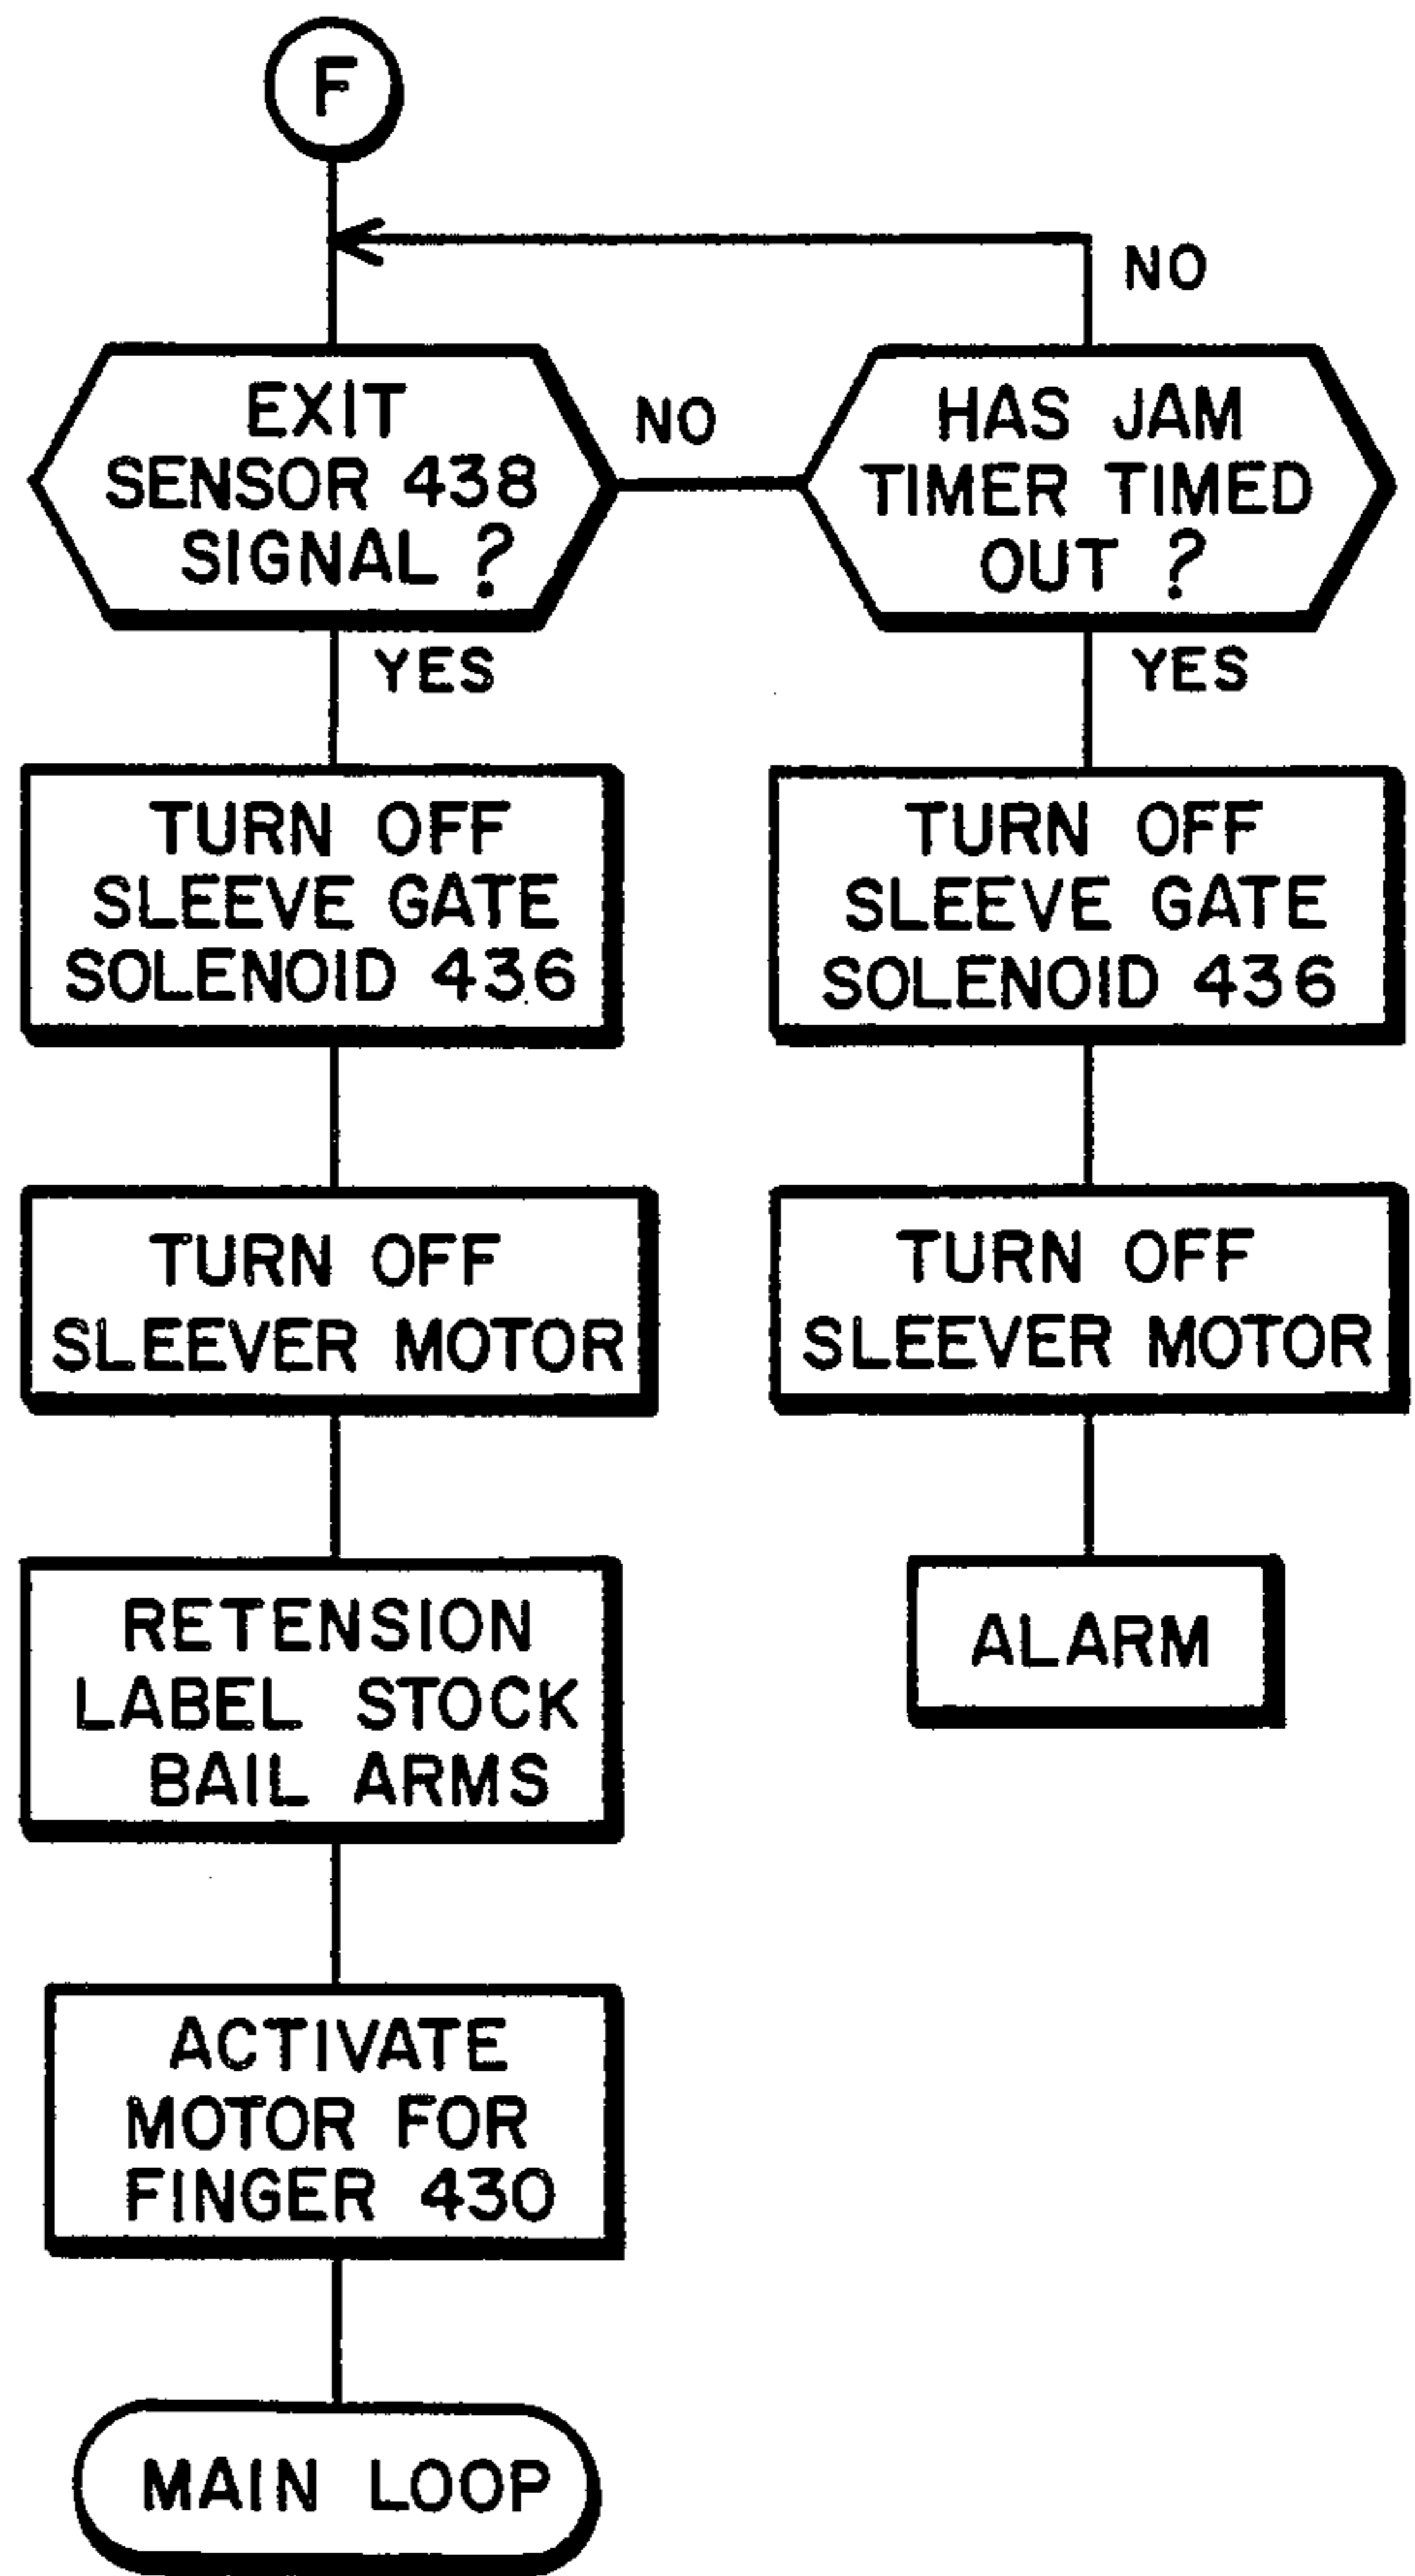 F
NO
EXIT
SENSOR 438
SIGNAL ?
NO
HAS JAM
TIMER TIMED
OUT ?
YES
YES
TURN OFF
SLEEVE GATE
SOLENOID 436
TURN OFF
SLEEVE GATE
SOLENOID 436
TURN OFF
SLEEVER MOTOR
TURN OFF
SLEEVER MOTOR
RETENSION
LABEL STOCK
BAIL ARMS
ALARM
ACTIVATE
MOTOR FOR
FINGER 430
MAIN LOOP